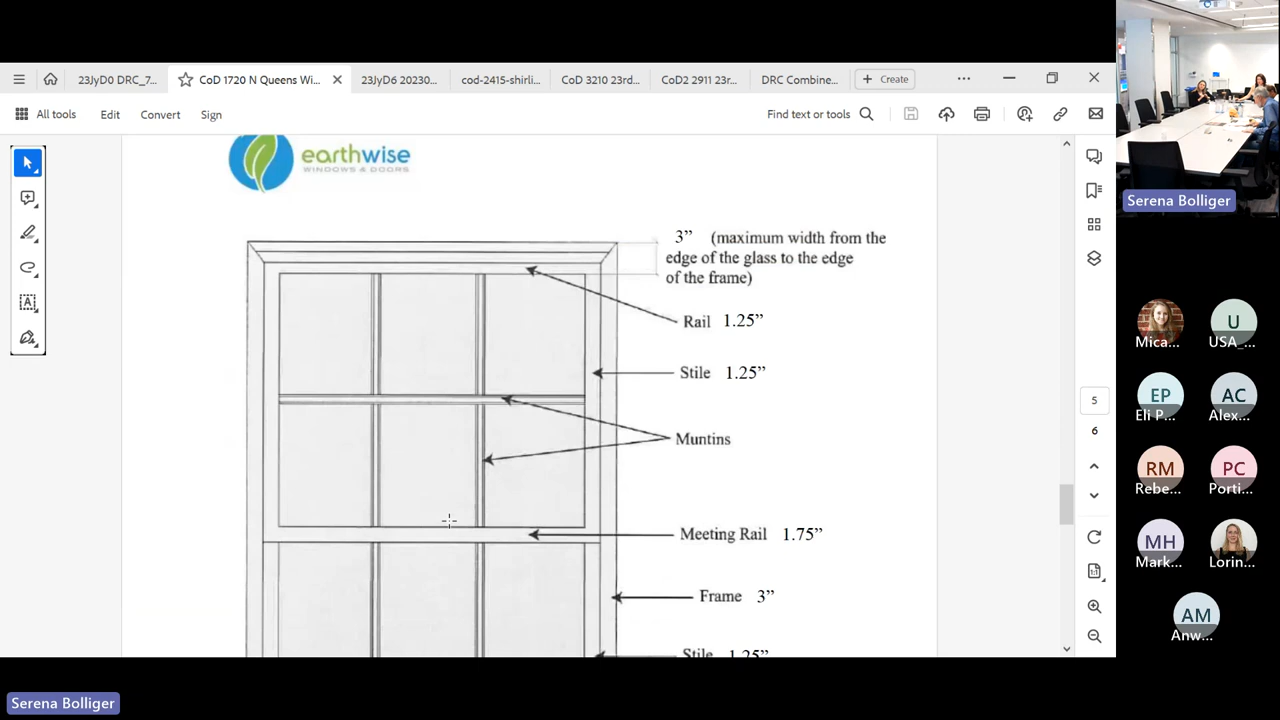 23JyD0 DRC_7...
CoD 1720 N Queens Wi...
23JyD6 20230...
cod-2415-shirli...
CoD 3210 23rd...
CoD2 2911 23r...
DRC Combine...
Create
All tools
Edit
Convert
Sign
Find text or tools
earthwise
WINDOWS & DOORS
3” (maximum width from the
edge of the glass to the edge
of the frame)
Rail 1.25”
Stile 1.25”
Muntins
Meeting Rail 1.75”
Frame 3”
Stile 1.25”
5
6
Serena Bolliger
Mica...
U
USA_...
EP
Eli P...
AC
Alex...
RM
Rebe...
PC
Porti...
MH
Mark...
Lorin...
AM
Anw...
Serena Bolliger